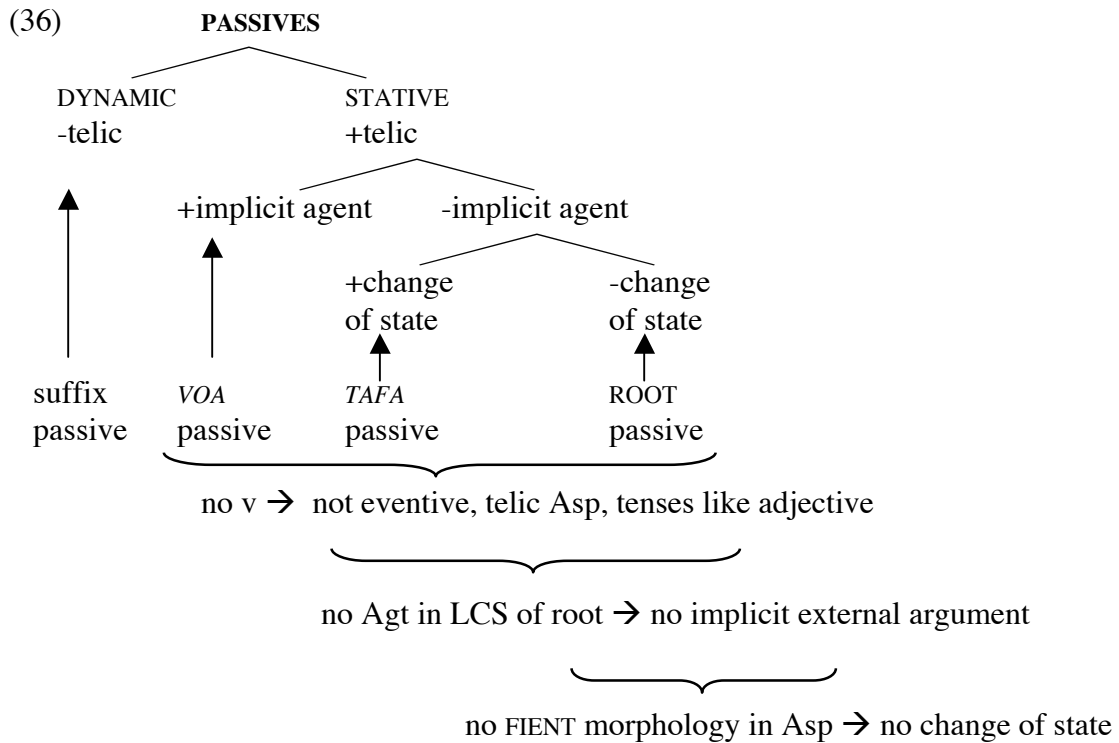 (36) PASSIVES
DYNAMIC STATIVE
-telic +telic
+implicit agent -implicit agent
+change -change
of state of state
suffix VOA TAFA ROOT
passive passive passive passive
no v → not eventive, telic Asp, tenses like adjective
no Agt in LCS of root → no implicit external argument
no FIENT morphology in Asp → no change of state